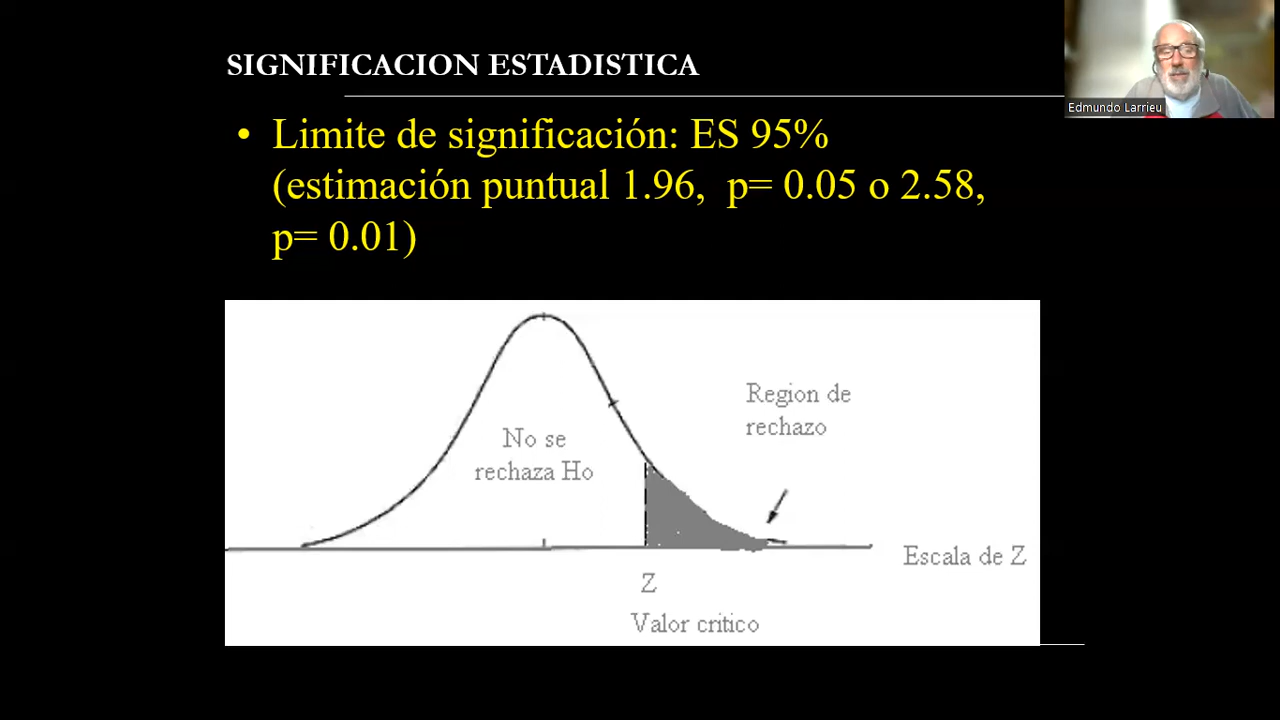 SIGNIFICACION ESTADISTICA
Edmundo Larrieu
• Limite de significación: ES 95%
(estimación puntual 1.96, p= 0.05 o 2.58,
p= 0.01)
Region de
rechazo
No se
rechaza Ho
Escala de Z
Z
Valor critico